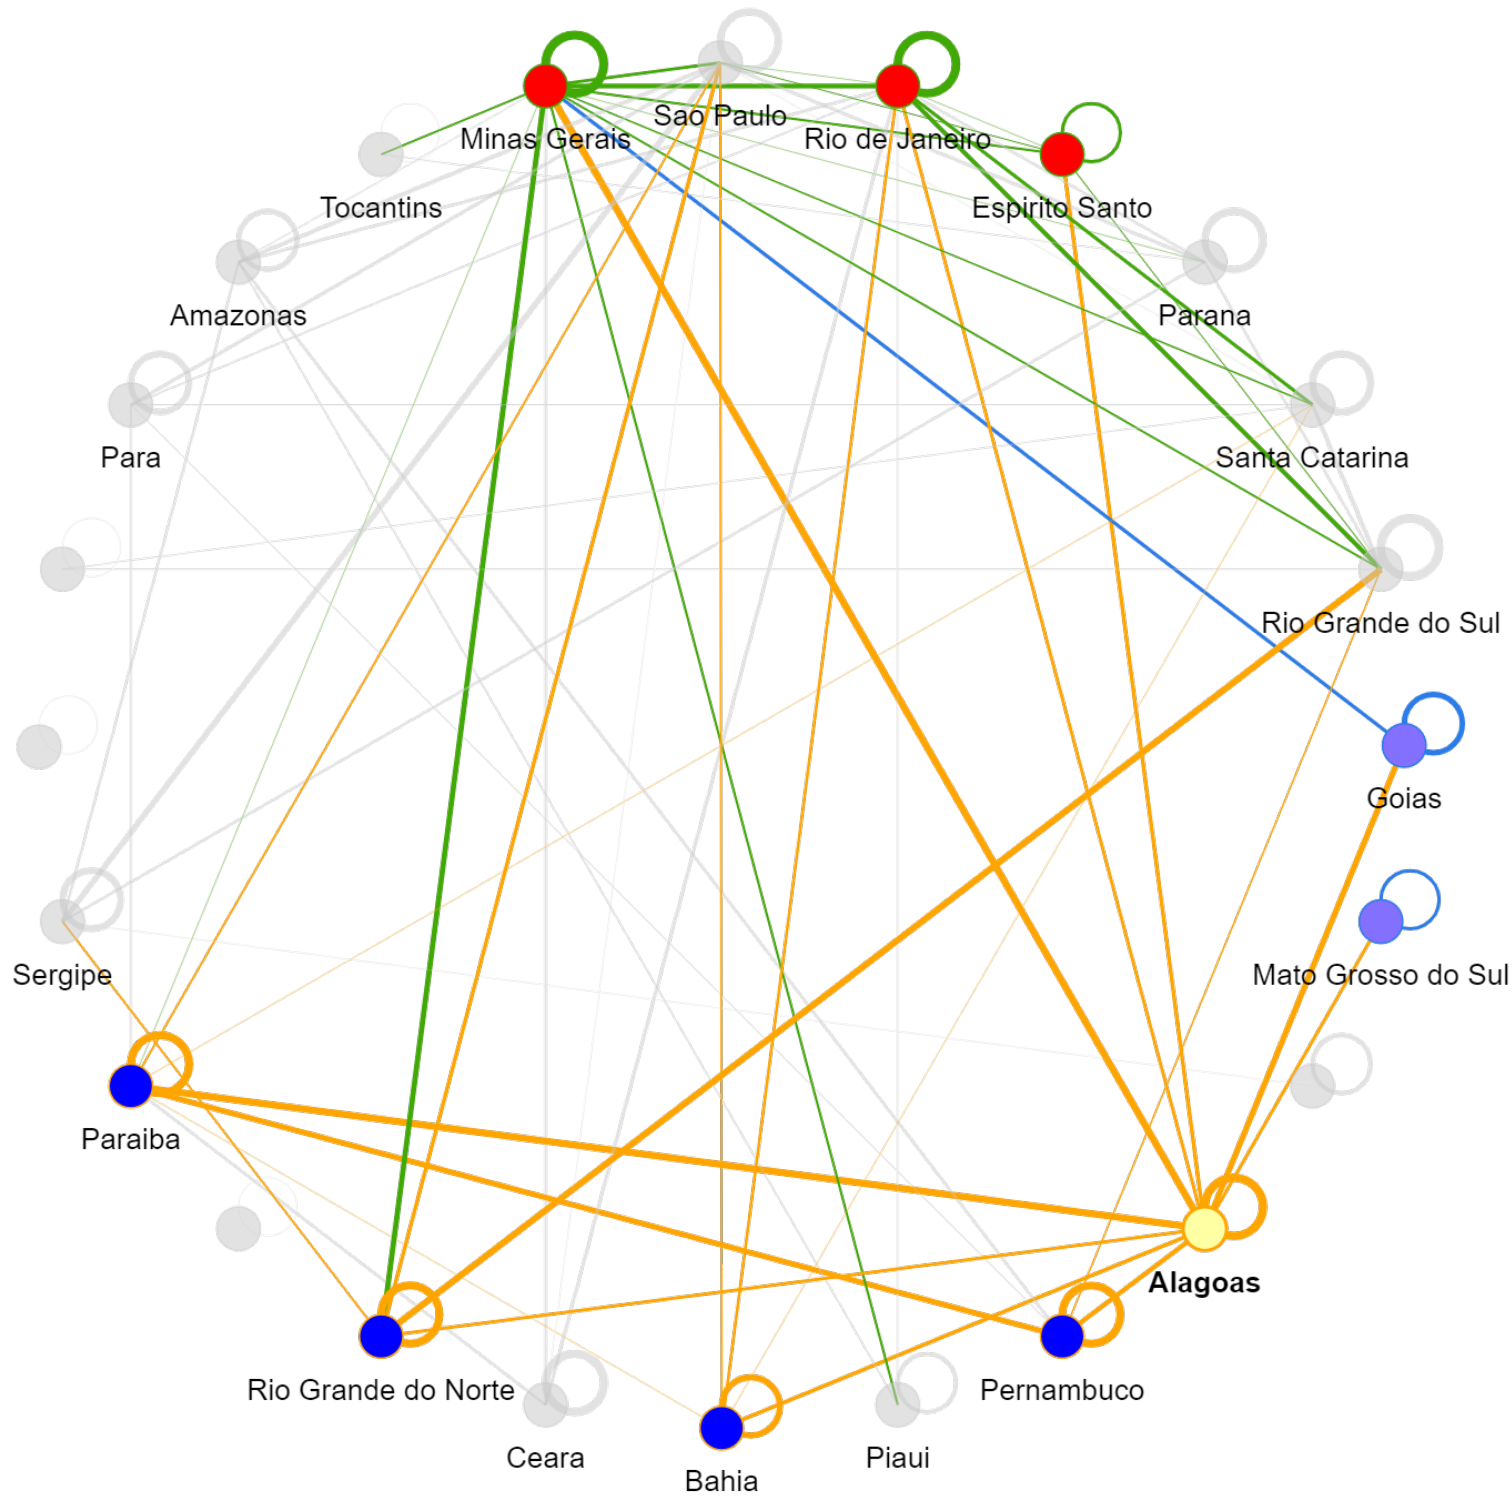 Sao Paulo
Minas Gerais
Rio de Janeiro
Tocantins
Espirito Santo
Amazonas
Parana
Para
Santa Catarina
Rio Grande do Sul
Goias
Sergipe
Mato Grosso do Sul
Paraiba
Alagoas
Rio Grande do Norte
Pernambuco
Ceara
Piaui
Bahia